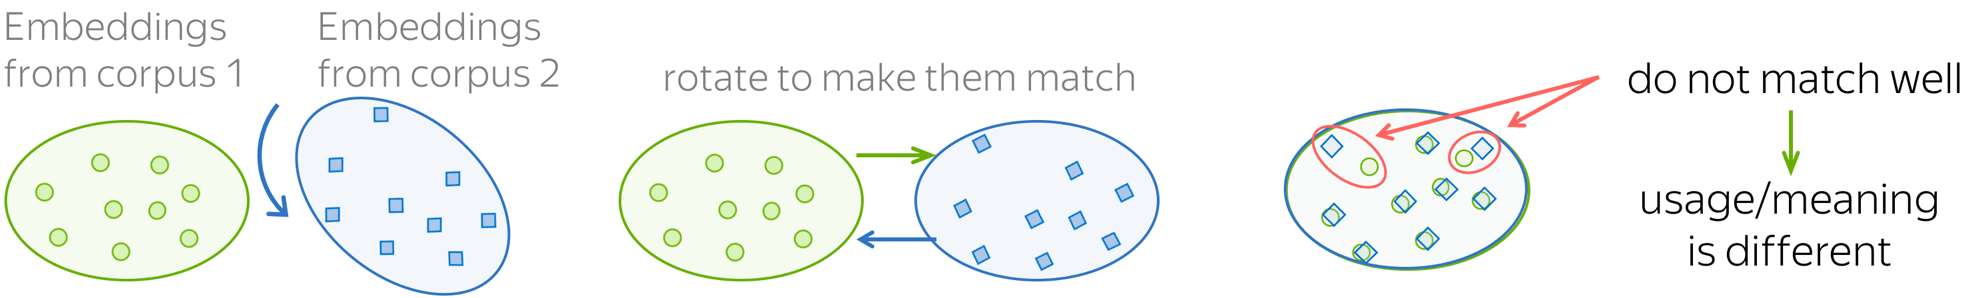 Embeddings
from corpus 1
Embeddings
from corpus 2
rotate to make them match
do not match well
usage/meaning
is different